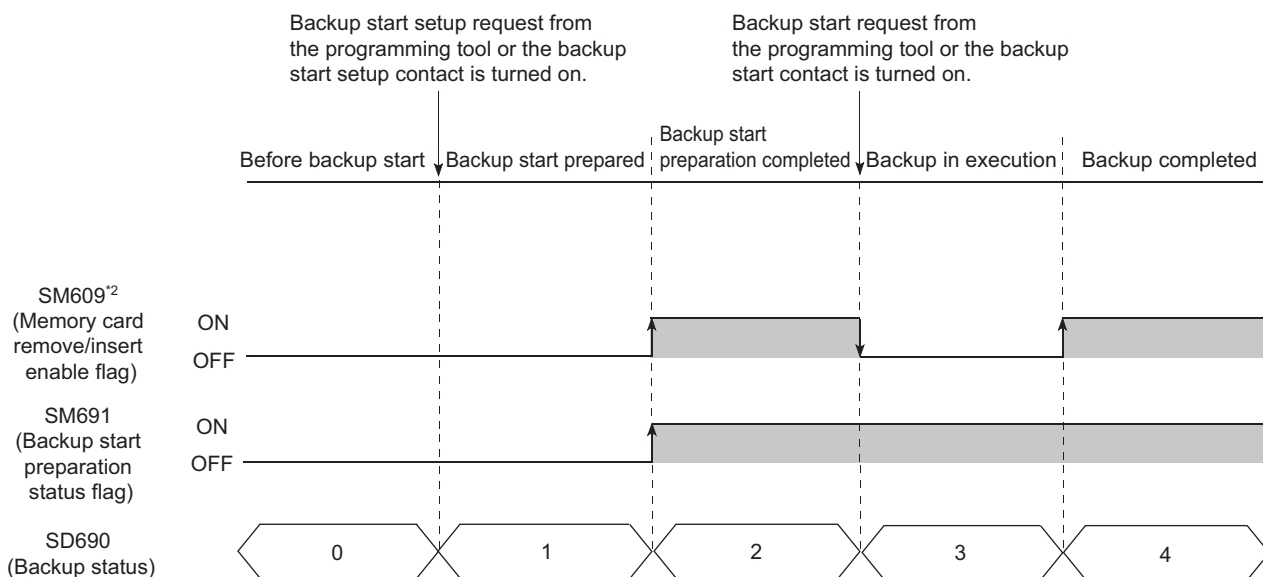 Backup start setup request from
the programming tool or the backup
start setup contact is turned on.
Backup start request from
the programming tool or the backup
start contact is turned on.
Before backup start
Backup start prepared
Backup start
preparation completed
Backup in execution
Backup completed
SM609*2
(Memory card
remove/insert
enable flag)
ON
OFF
SM691
(Backup start
preparation
status flag)
ON
OFF
SD690
(Backup status)
0
1
2
3
4